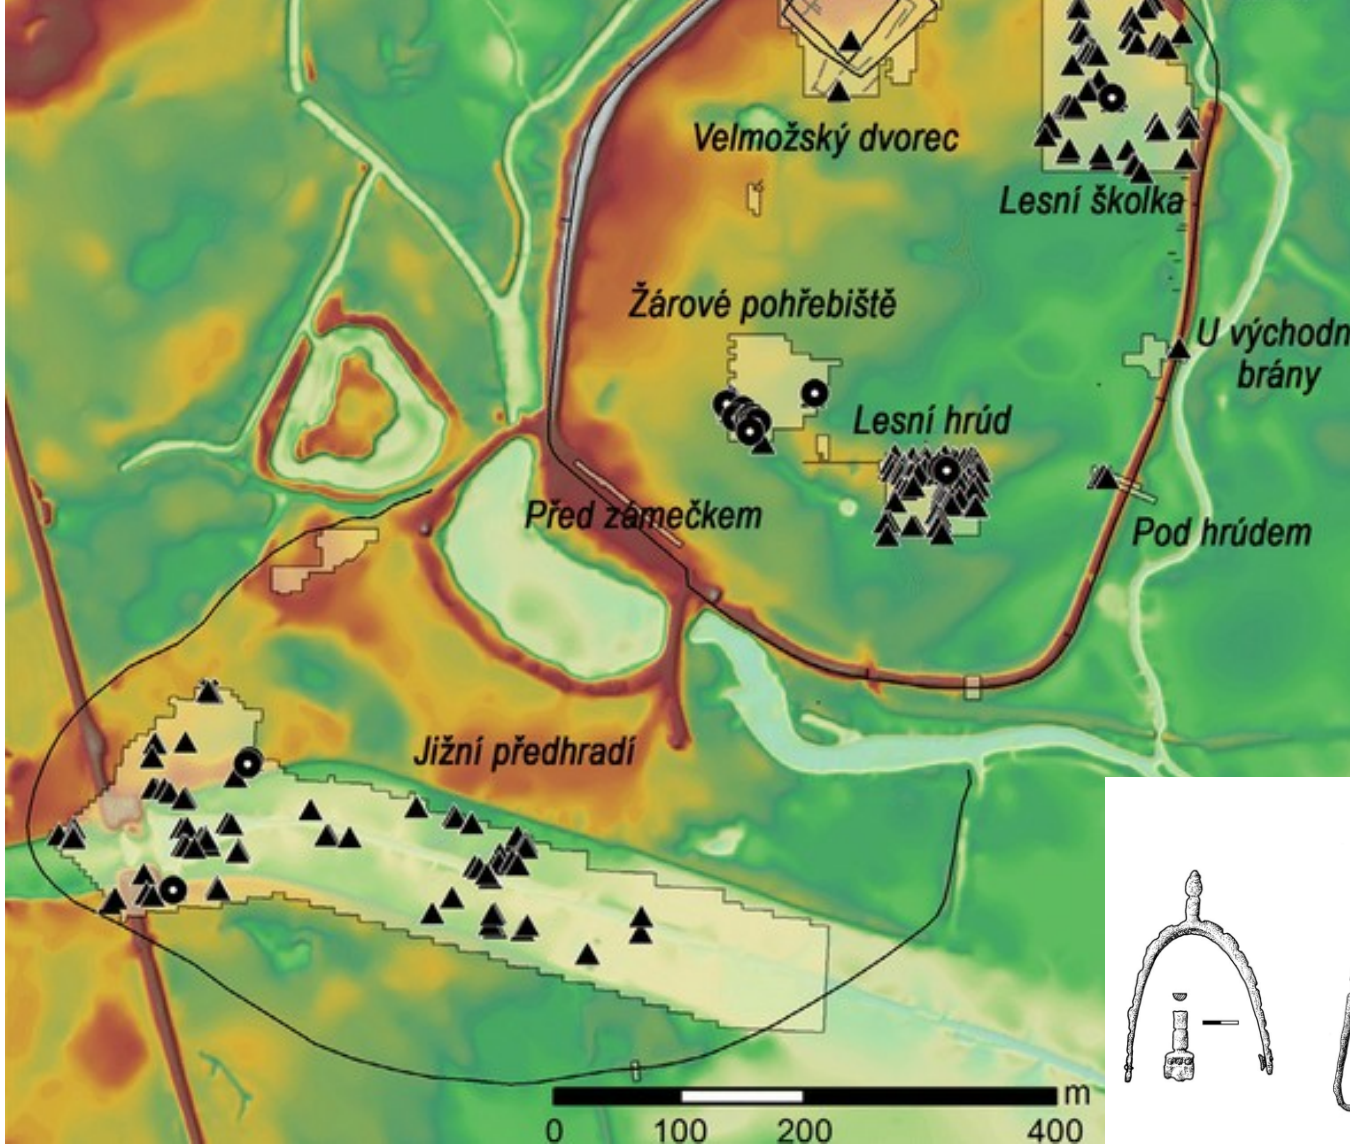 Velmožský dvorec
Lesní školka
Žárové pohřebiště
U východn
brány
Lesní hrúd
Před zámečkem
Pod hrúdem
Jižní předhradí
m
0 100 200 400